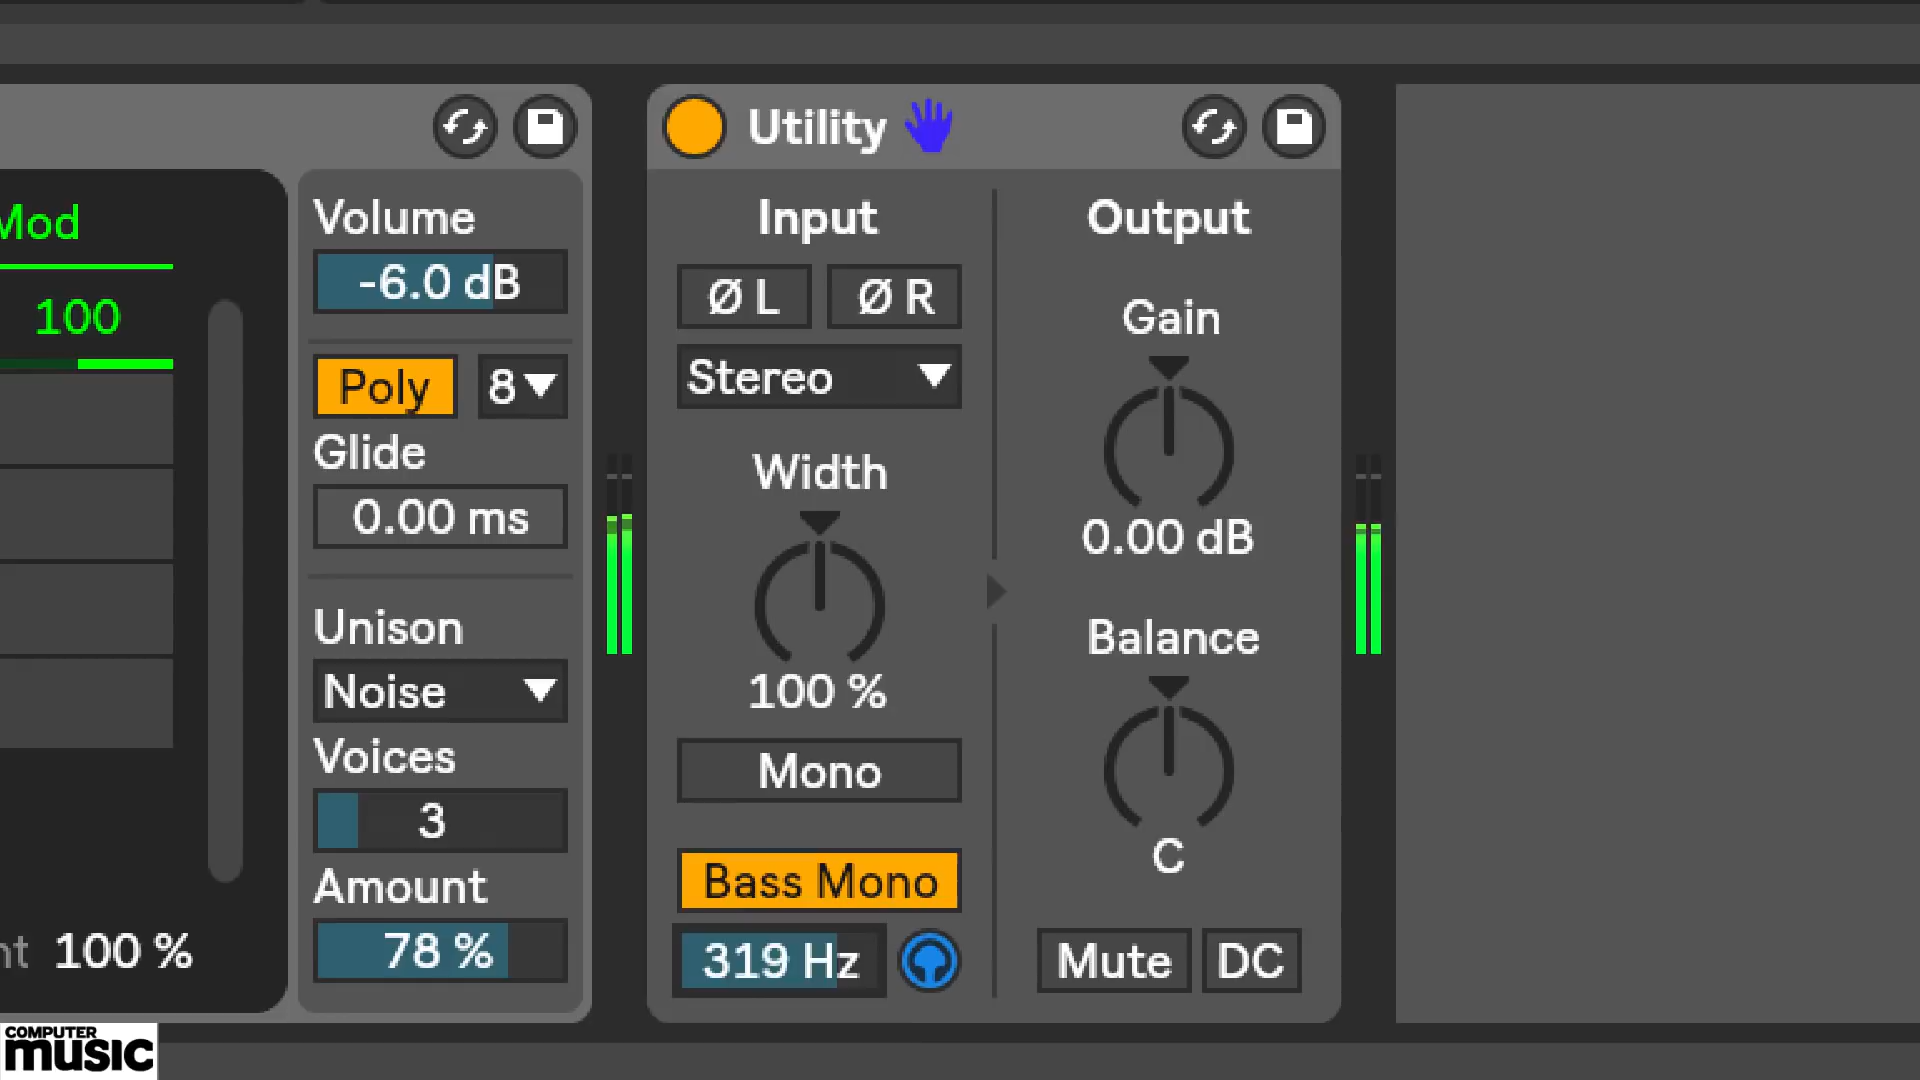 Mod
100
nt 100 %
Volume
-6.0 dB
Poly 8
Glide
0.00 ms
Unison
Noise
Voices
3
Amount
78 %
Utility
Input
Ø L Ø R
Stereo
Width
100 %
Mono
Bass Mono
319 Hz
Output
Gain
0.00 dB
Balance
C
Mute DC
COMPUTER
music